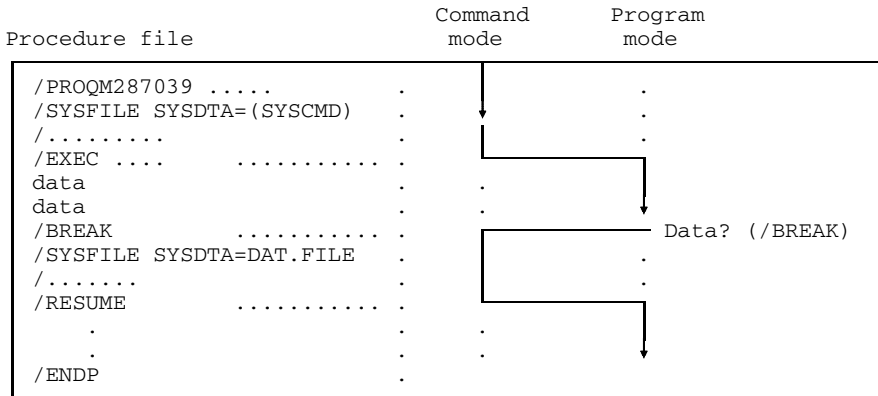 Command Program
Procedure file mode mode
/PROQM287039 ..... . .
/SYSFILE SYSDTA=(SYSCMD) . .
/......... . .
/EXEC .... ........... .
data . .
data . .
/BREAK ........... . Data? (/BREAK)
/SYSFILE SYSDTA=DAT.FILE . .
/....... . .
/RESUME ........... .
. . .
. . .
/ENDP .